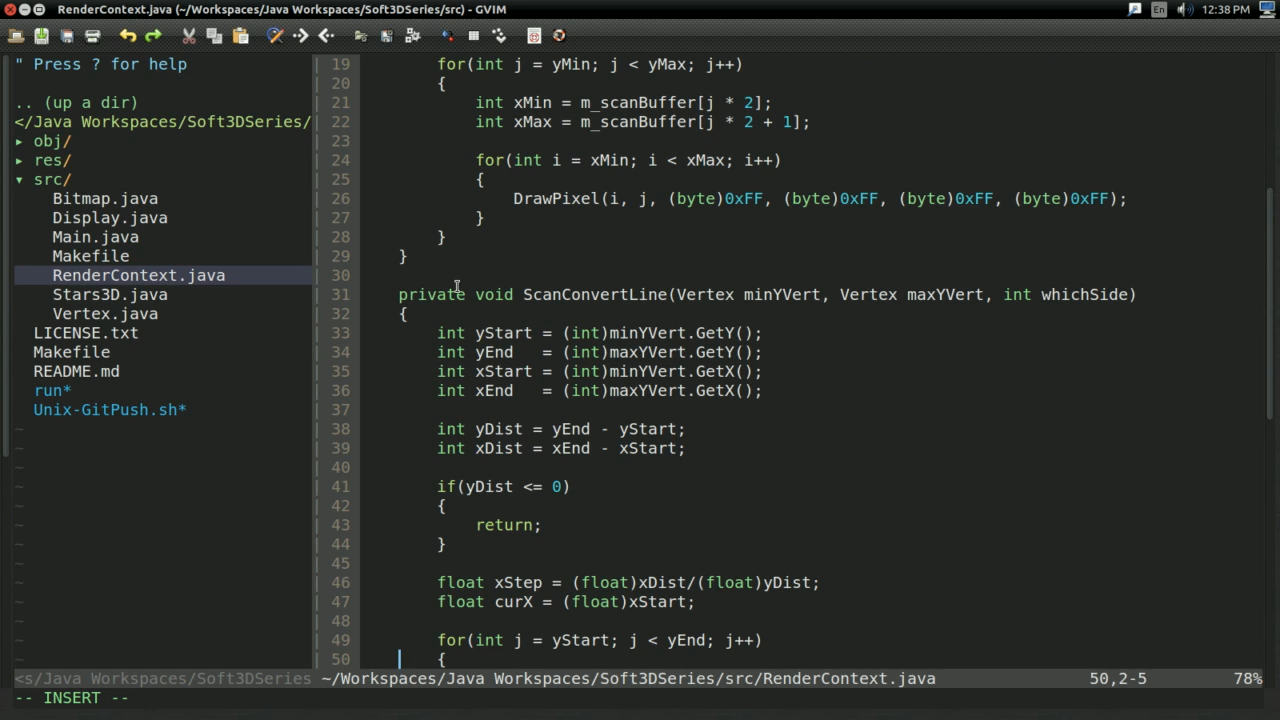 RenderContext.java (~/Workspaces/Java Workspaces/Soft3DSeries/src) - GVIM
En
12:38 PM
" Press ? for help
.. (up a dir)
</Java Workspaces/Soft3DSeries/
▸ obj/
▸ res/
▾ src/
Bitmap.java
Display.java
Main.java
Makefile
RenderContext.java
Stars3D.java
Vertex.java
LICENSE.txt
Makefile
README.md
run*
Unix-GitPush.sh*
~
~
~
~
~
~
~
~
~
~
~
~
~
19 for(int j = yMin; j < yMax; j++)
20 {
21 int xMin = m_scanBuffer[j * 2];
22 int xMax = m_scanBuffer[j * 2 + 1];
23
24 for(int i = xMin; i < xMax; i++)
25 {
26 DrawPixel(i, j, (byte)0xFF, (byte)0xFF, (byte)0xFF, (byte)0xFF);
27 }
28 }
29 }
30
31 private void ScanConvertLine(Vertex minYVert, Vertex maxYVert, int whichSide)
32 {
33 int yStart = (int)minYVert.GetY();
34 int yEnd   = (int)maxYVert.GetY();
35 int xStart = (int)minYVert.GetX();
36 int xEnd   = (int)maxYVert.GetX();
37
38 int yDist = yEnd - yStart;
39 int xDist = xEnd - xStart;
40
41 if(yDist <= 0)
42 {
43 return;
44 }
45
46 float xStep = (float)xDist/(float)yDist;
47 float curX = (float)xStart;
48
49 for(int j = yStart; j < yEnd; j++)
50 {
<s/Java Workspaces/Soft3DSeries ~/Workspaces/Java Workspaces/Soft3DSeries/src/RenderContext.java 50,2-5 78%
-- INSERT --